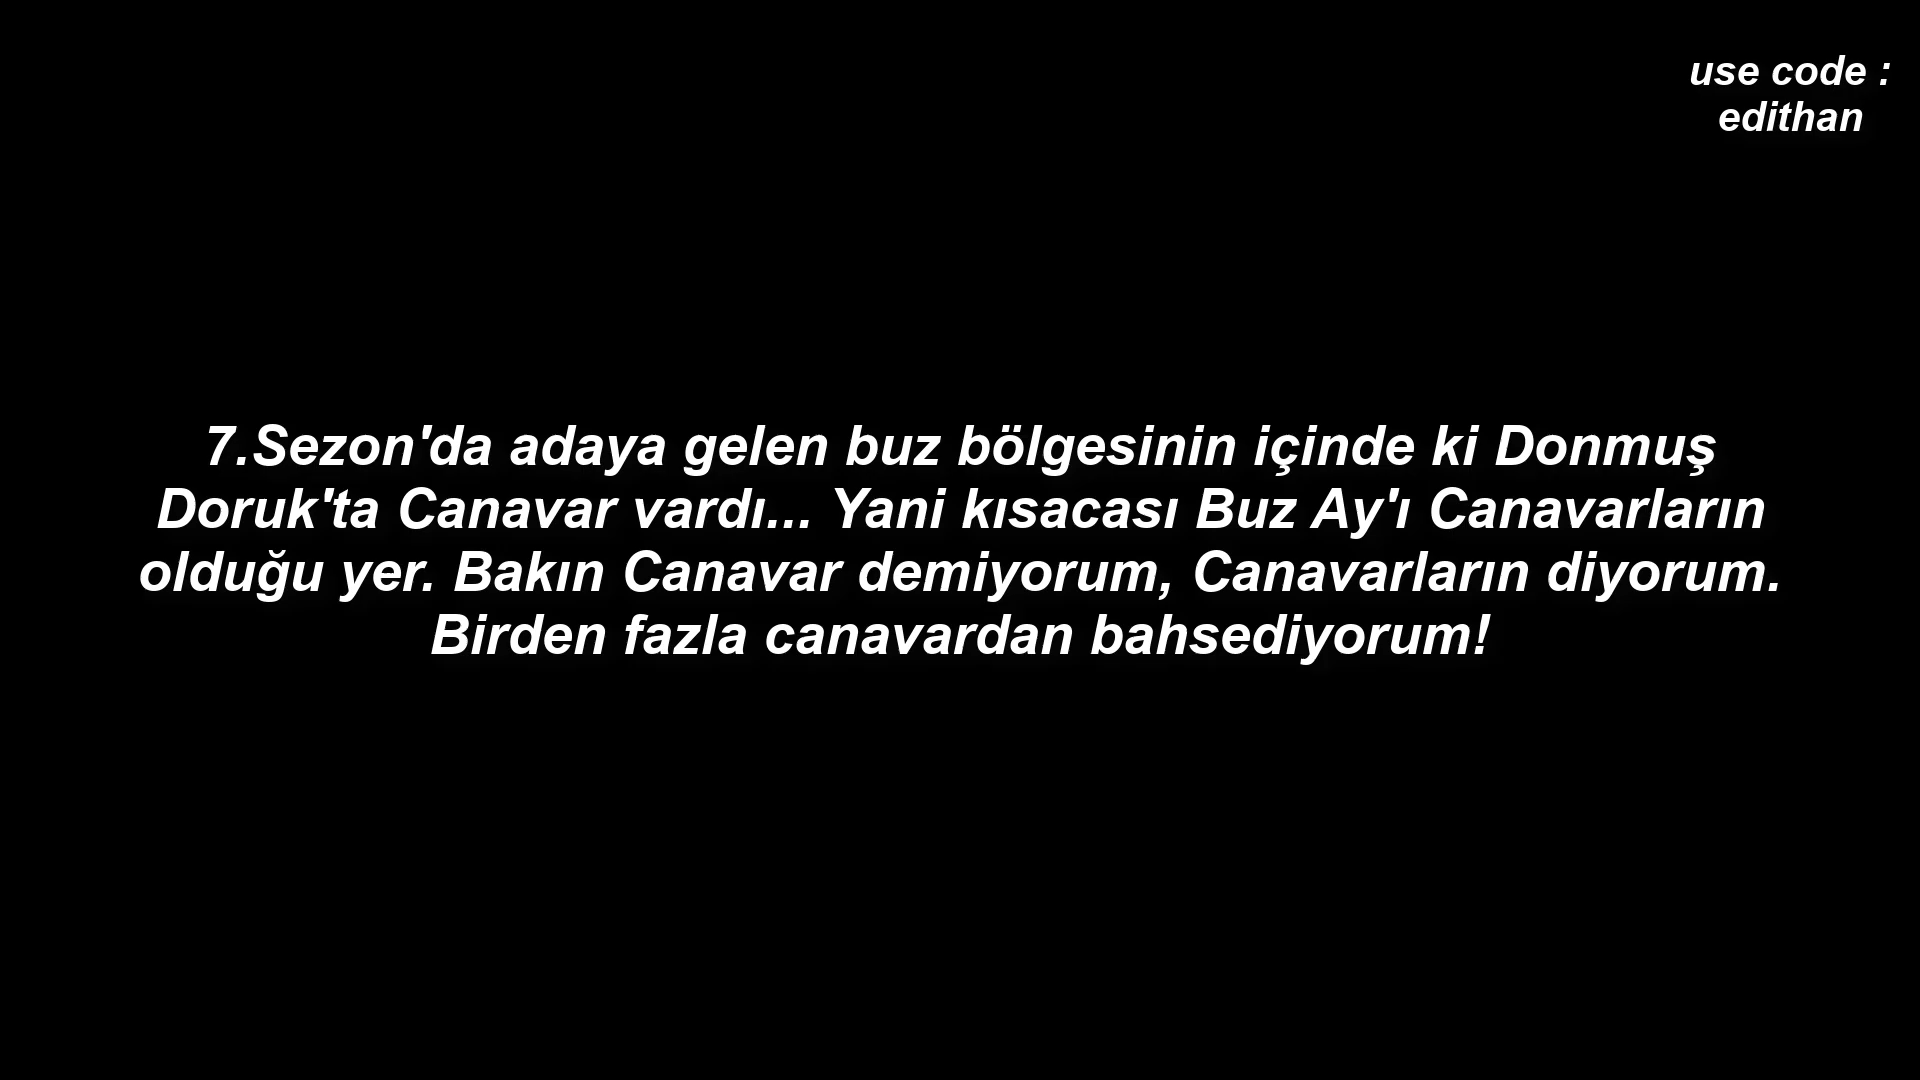 use code :
edithan
7.Sezon'da adaya gelen buz bölgesinin içinde ki Donmuş
Doruk'ta Canavar vardı... Yani kısacası Buz Ay'ı Canavarların
olduğu yer. Bakın Canavar demiyorum, Canavarların diyorum.
Birden fazla canavardan bahsediyorum!